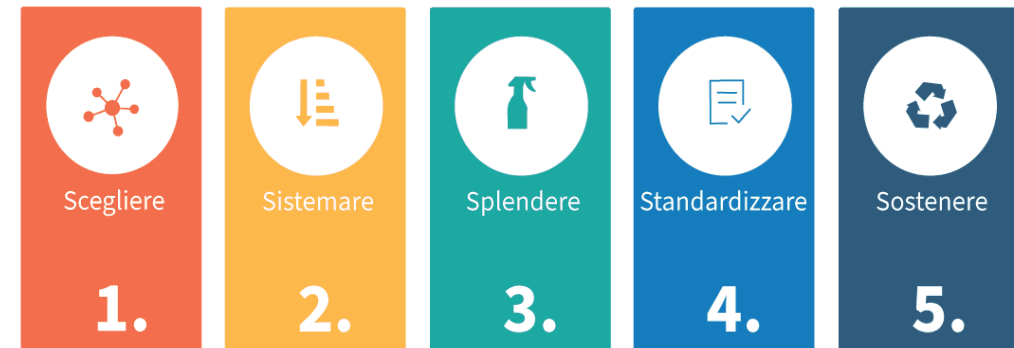 Scegliere
1.
Sistemare
2.
Splendere
3.
Standardizzare
4.
Sostenere
5.